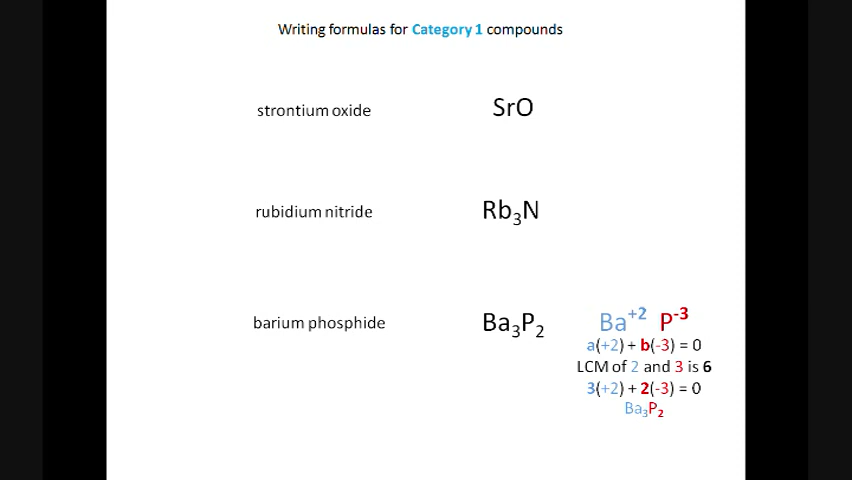 Writing formulas for Category 1 compounds
strontium oxide SrO
rubidium nitride Rb₃N
barium phosphide Ba₃P₂ Ba⁺² P⁻³
a(+2) + b(-3) = 0
LCM of 2 and 3 is 6
3(+2) + 2(-3) = 0
Ba₃P₂